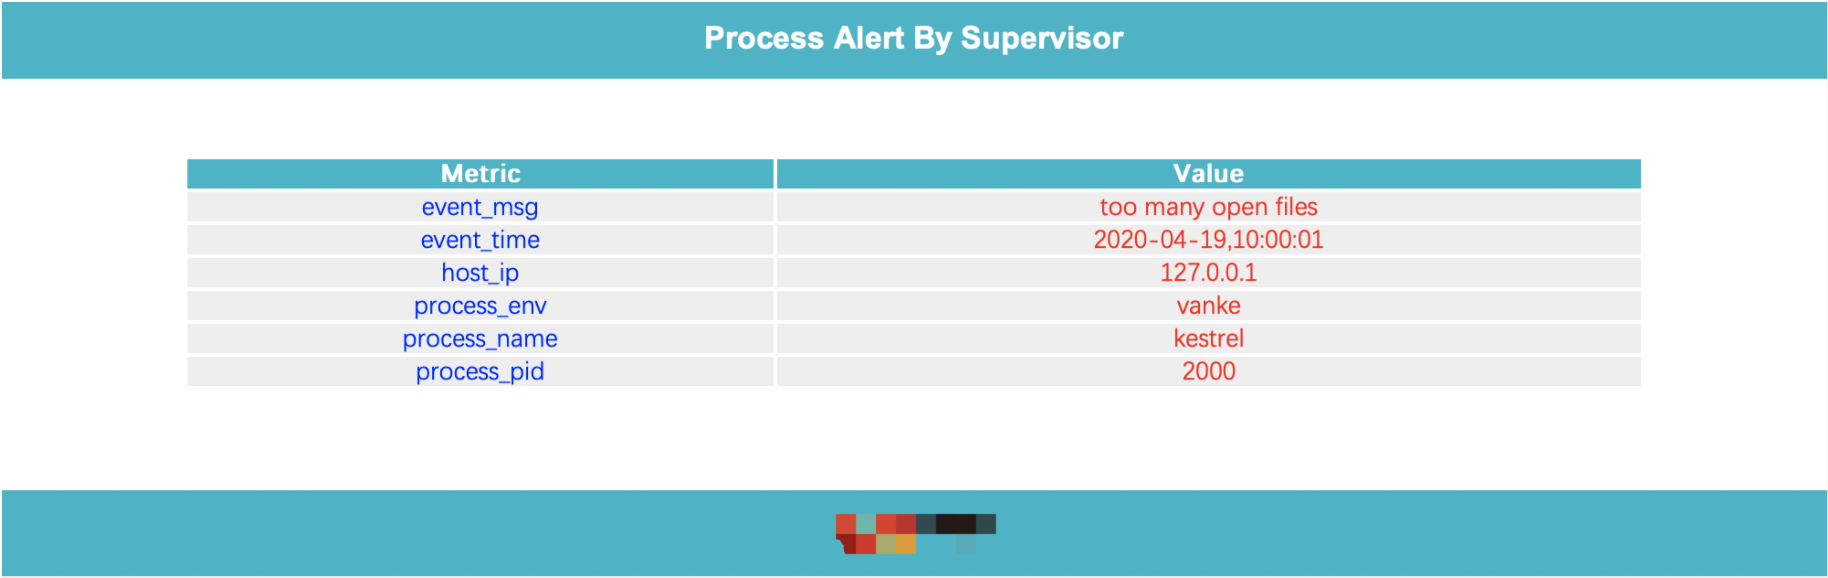 Process Alert By Supervisor
Metric Value
event_msg too many open files
event_time 2020-04-19,10:00:01
host_ip 127.0.0.1
process_env vanke
process_name kestrel
process_pid 2000